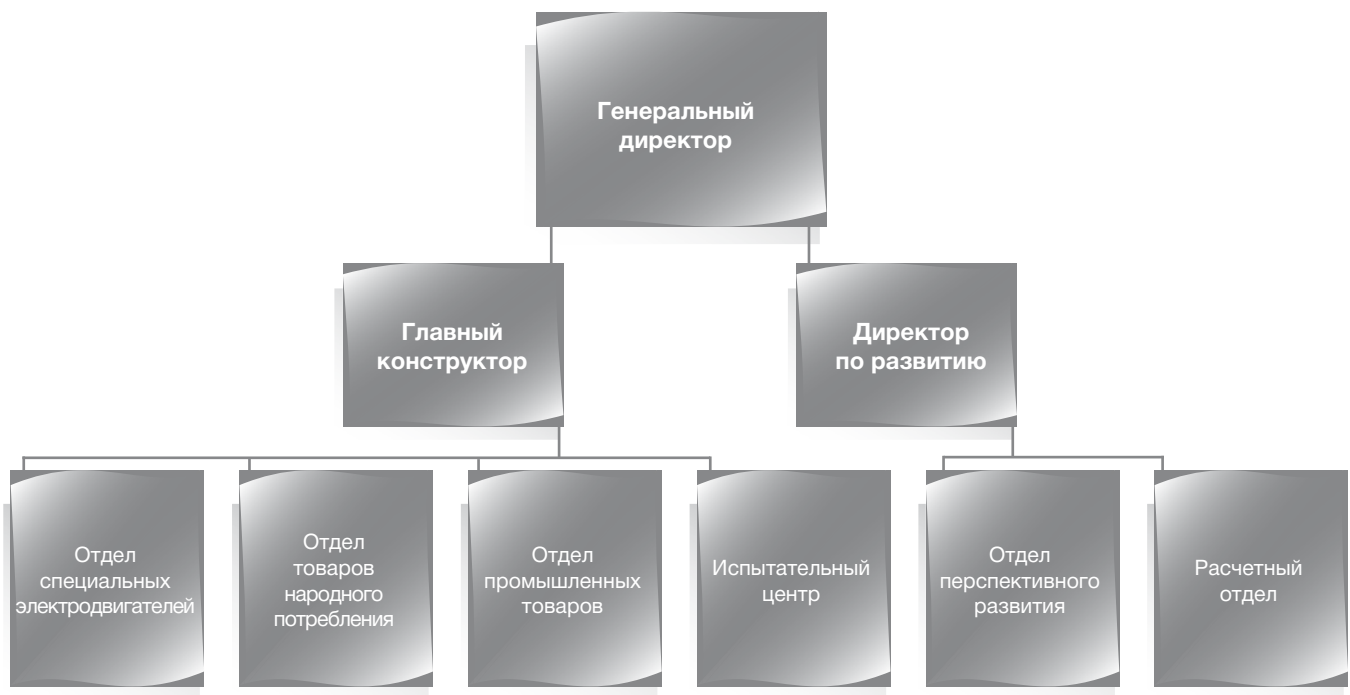 Генеральный
директор
Главный
конструктор
Директор
по развитию
Отдел
специальных
электродвигателей
Отдел
товаров
народного
потребления
Отдел
промышленных
товаров
Испытательный
центр
Отдел
перспективного
развития
Расчетный
отдел